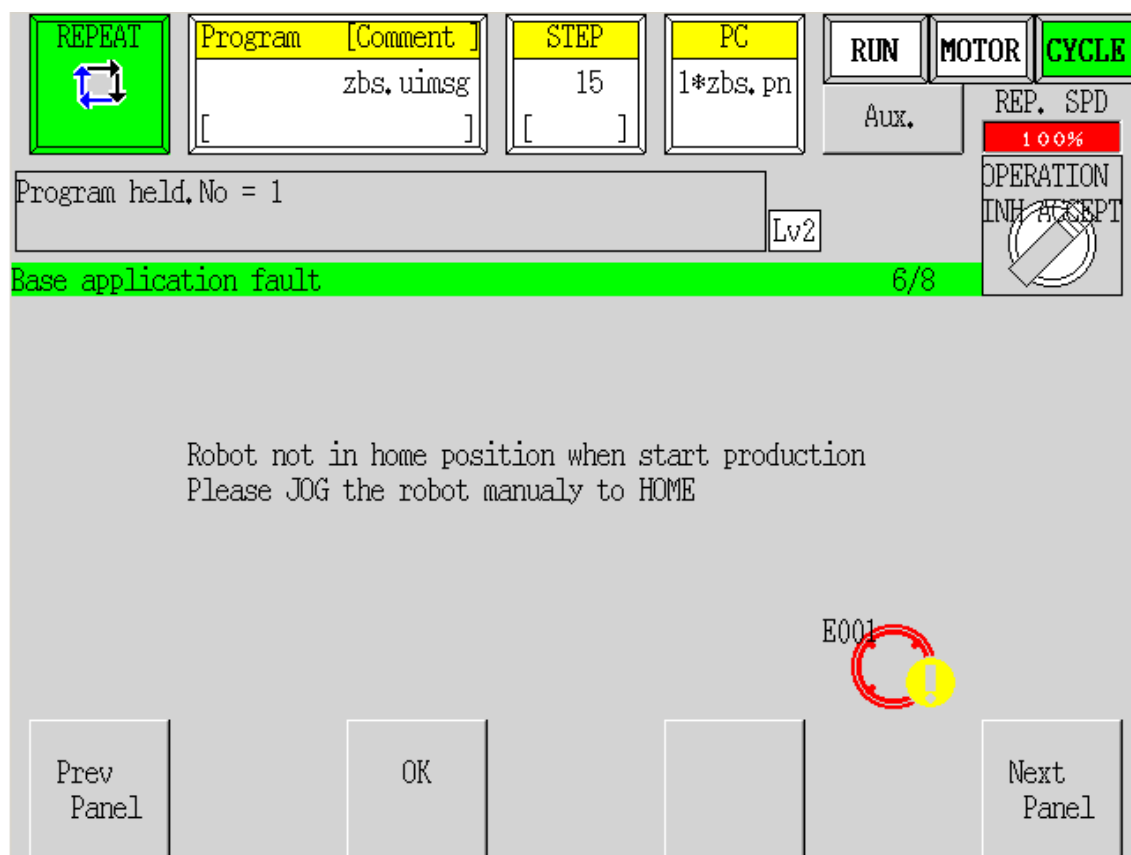 REPEAT
Program [Comment ]
zbs.uimsg
[ ]
STEP
15
[ ]
PC
1*zbs.pn
RUN
MOTOR
CYCLE
Aux.
REP. SPD
100%
OPERATION
INH ACCEPT
Program held.No = 1
Lv2
Base application fault 6/8
Robot not in home position when start production
Please JOG the robot manualy to HOME
E001
Prev
Panel
OK
Next
Panel